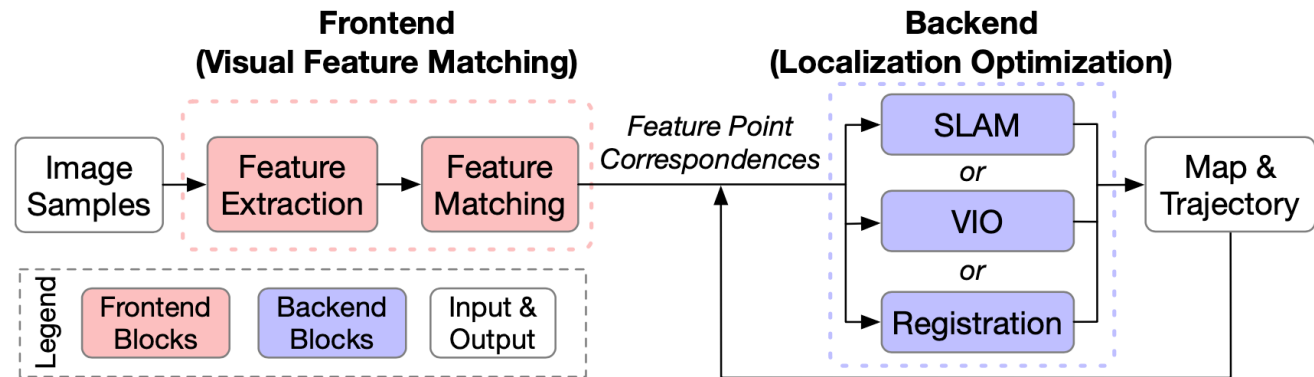 Frontend
(Visual Feature Matching)
Backend
(Localization Optimization)
Image
Samples
Feature
Extraction
Feature
Matching
Feature Point
Correspondences
SLAM
or
VIO
or
Registration
Map &
Trajectory
Legend
Frontend
Blocks
Backend
Blocks
Input &
Output